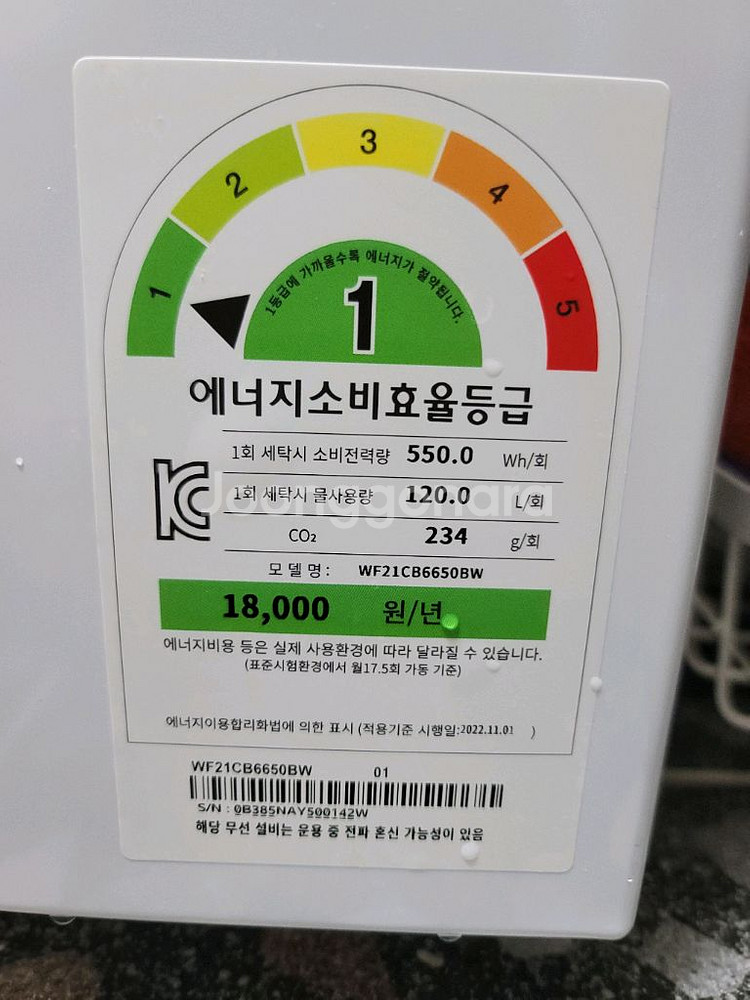 1
2
3
4
5
1등급에 가까울수록 에너지가 절약됩니다.
1
에너지소비효율등급
1회 세탁시 소비전력량 550.0 Wh/회
1회 세탁시 물사용량 120.0 L/회
CO₂ 234 g/회
모델명: WF21CB6650BW
18,000 원/년
에너지비용 등은 실제 사용환경에 따라 달라질 수 있습니다.
(표준시험환경에서 월17.5회 가동 기준)
에너지이용합리화법에 의한 표시 (적용기준 시행일:2022.11.01 )
WF21CB6650BW 01
S/N : 0B385NAY500142W
해당 무선 설비는 운용 중 전파 혼신 가능성이 있음
Joonggonara